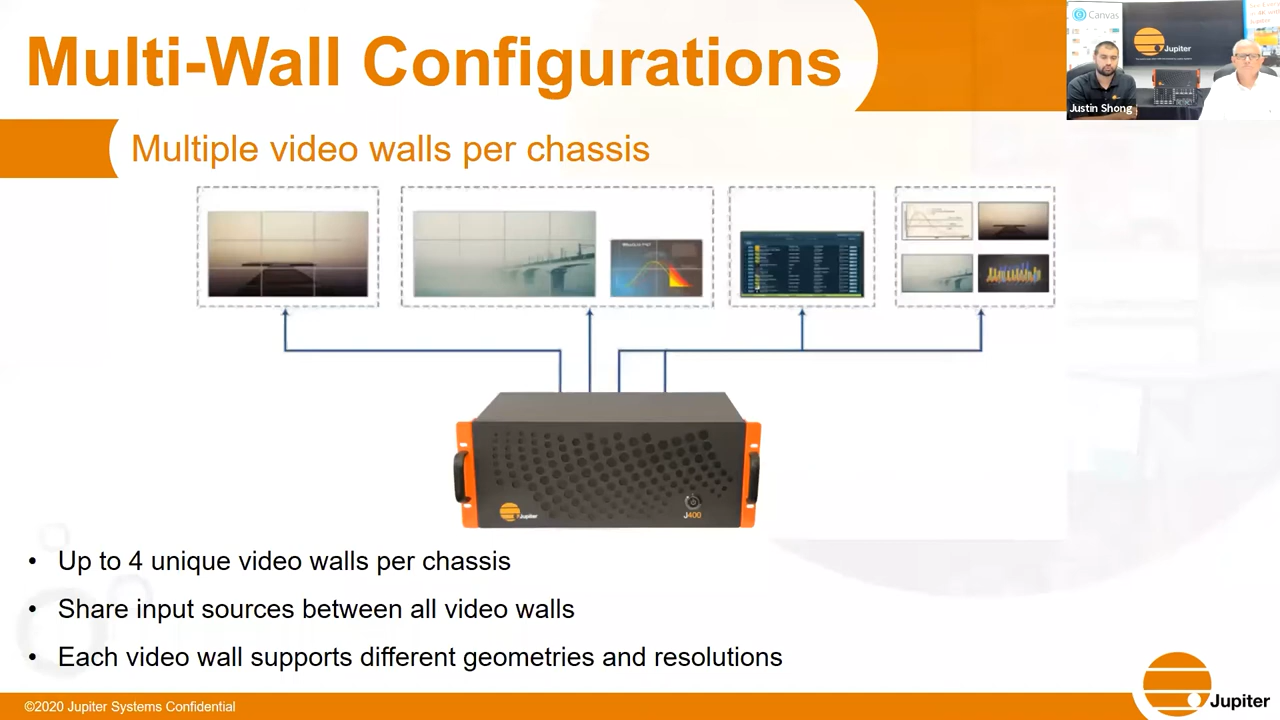 Multi-Wall Configurations
Canvas
Jupiter
Justin Shong
Multiple video walls per chassis
Jupiter
J400
• Up to 4 unique video walls per chassis
• Share input sources between all video walls
• Each video wall supports different geometries and resolutions
©2020 Jupiter Systems Confidential
Jupiter